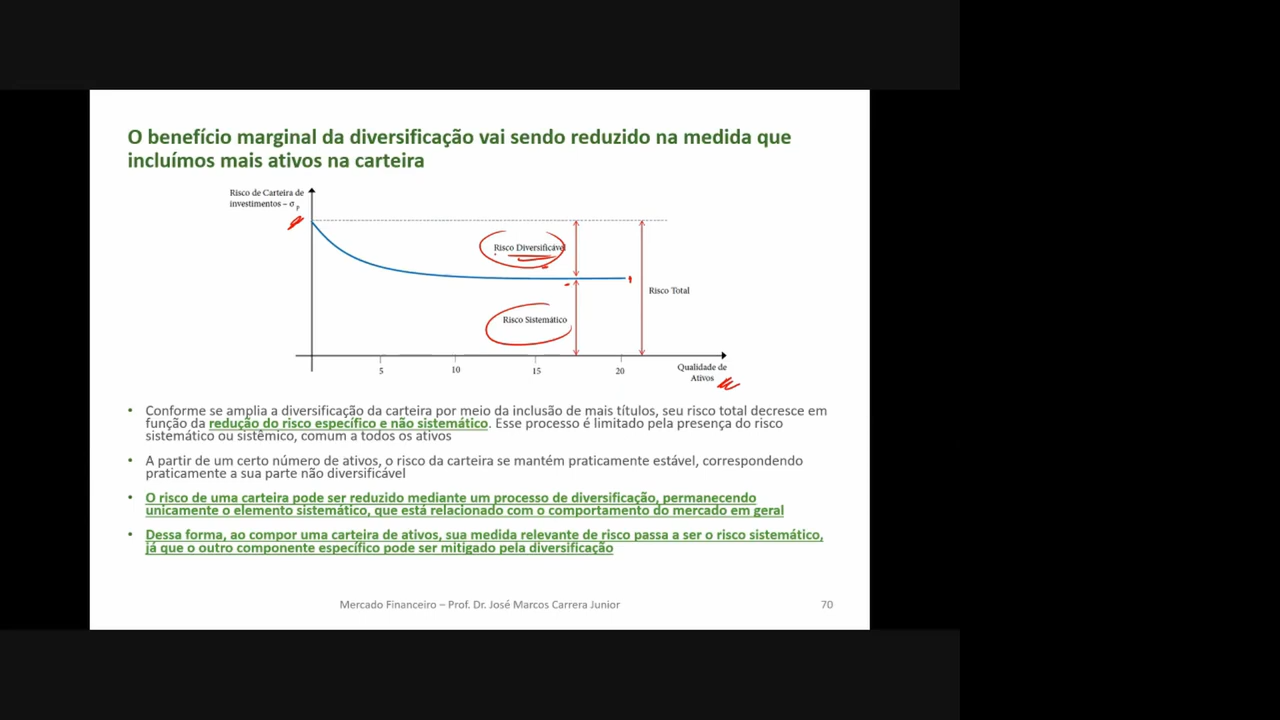 O benefício marginal da diversificação vai sendo reduzido na medida que
incluímos mais ativos na carteira
Risco de Carteira de
investimentos – σ p
Risco Diversificável
Risco Total
Risco Sistemático
5 10 15 20
Qualidade de
Ativos
• Conforme se amplia a diversificação da carteira por meio da inclusão de mais títulos, seu risco total decresce em
função da redução do risco específico e não sistemático. Esse processo é limitado pela presença do risco
sistemático ou sistêmico, comum a todos os ativos
• A partir de um certo número de ativos, o risco da carteira se mantém praticamente estável, correspondendo
praticamente a sua parte não diversificável
• O risco de uma carteira pode ser reduzido mediante um processo de diversificação, permanecendo
unicamente o elemento sistemático, que está relacionado com o comportamento do mercado em geral
• Dessa forma, ao compor uma carteira de ativos, sua medida relevante de risco passa a ser o risco sistemático,
já que o outro componente específico pode ser mitigado pela diversificação
Mercado Financeiro – Prof. Dr. José Marcos Carrera Junior
70